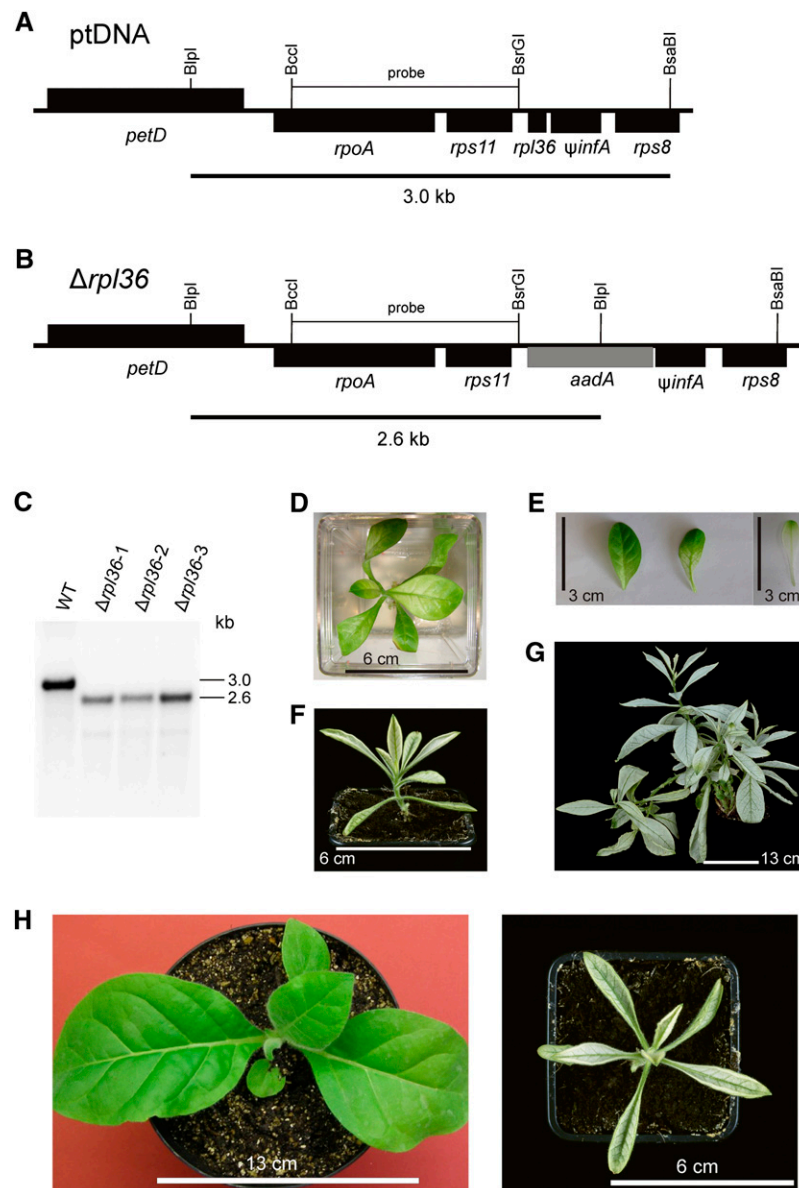 A
ptDNA
BlpI
BccI
probe
BsrGI
BsaBI
petD
rpoA
rps11
rpl36
ψinfA
rps8
3.0 kb
B
Δrpl36
BlpI
BccI
probe
BsrGI
BlpI
BsaBI
petD
rpoA
rps11
aadA
ψinfA
rps8
2.6 kb
C
WT
Δrpl36-1
Δrpl36-2
Δrpl36-3
kb
3.0
2.6
D
6 cm
E
3 cm
3 cm
F
6 cm
G
13 cm
H
13 cm
6 cm